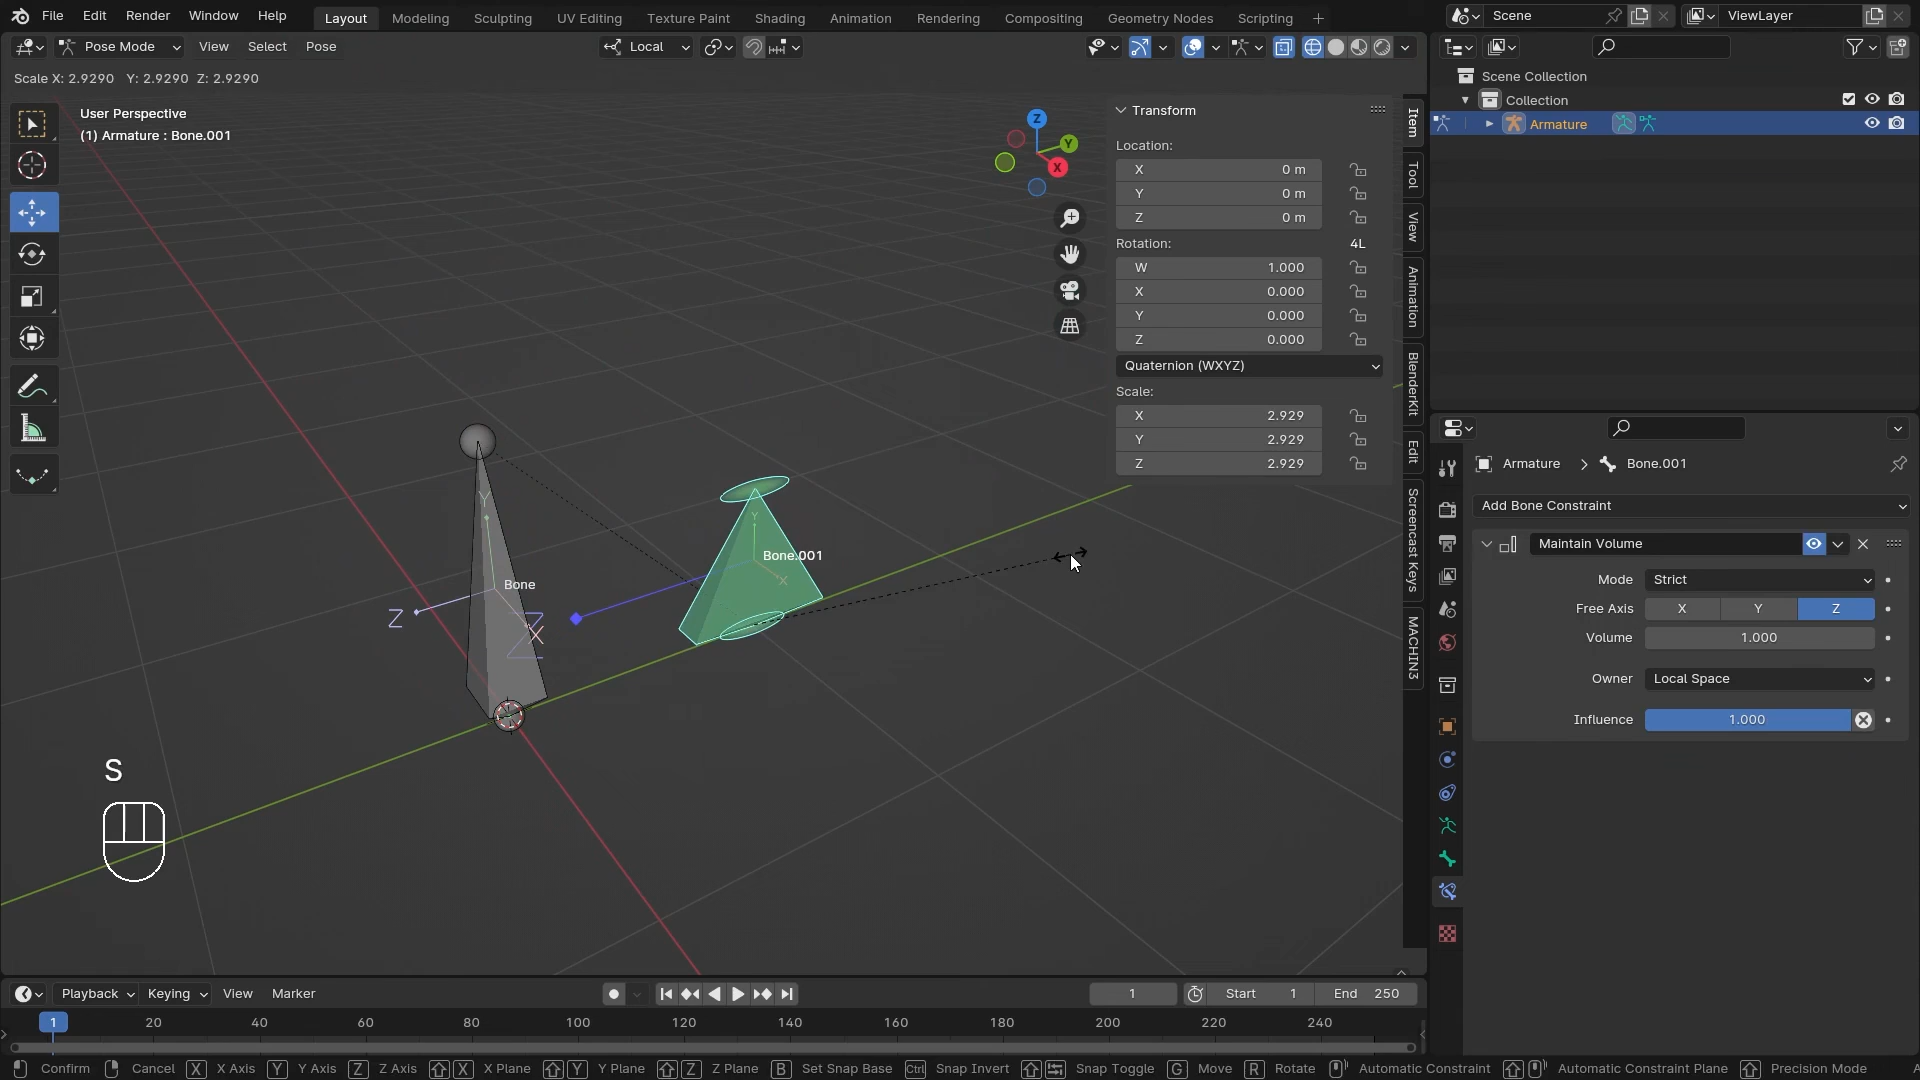 File Edit Render Window Help Layout Modeling Sculpting UV Editing Texture Paint Shading Animation Rendering Compositing Geometry Nodes Scripting + Scene ViewLayer
Pose Mode View Select Pose Local
Scale X: 2.9290 Y: 2.9290 Z: 2.9290
User Perspective
(1) Armature : Bone.001
Z
Y
X
Bone.001
Y
X
Bone
Y
Z
X
Z
S
Transform
Location:
X 0 m
Y 0 m
Z 0 m
Rotation: 4L
W 1.000
X 0.000
Y 0.000
Z 0.000
Quaternion (WXYZ)
Scale:
X 2.929
Y 2.929
Z 2.929
Item
Tool
View
Animation
BlenderKit
Edit
Screencast Keys
MACHIN3
Scene Collection
Collection
Armature
Armature > Bone.001
Add Bone Constraint
Maintain Volume
Mode Strict
Free Axis X Y Z
Volume 1.000
Owner Local Space
Influence 1.000
Playback Keying View Marker 1 Start 1 End 250
1 20 40 60 80 100 120 140 160 180 200 220 240
Confirm Cancel X X Axis Y Y Axis Z Z Axis X X Plane Y Y Plane Z Z Plane B Set Snap Base Ctrl Snap Invert Snap Toggle G Move R Rotate Automatic Constraint Automatic Constraint Plane Precision Mode